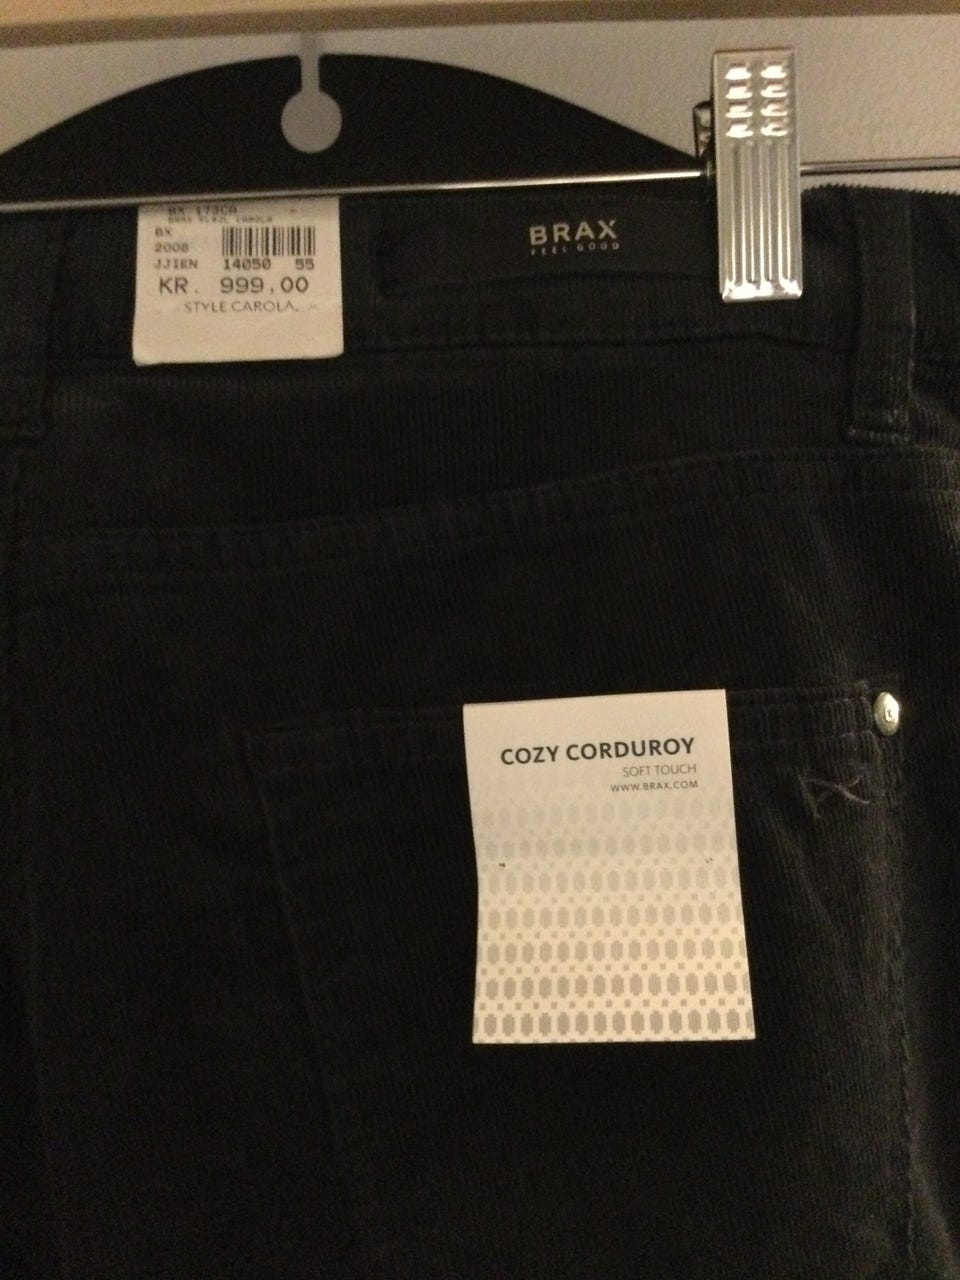 BX
2008
JJIEN 14050 55
KR. 999,00
STYLE CAROLA
BRAX
FEEL GOOD
COZY CORDUROY
SOFT TOUCH
WWW.BRAX.COM